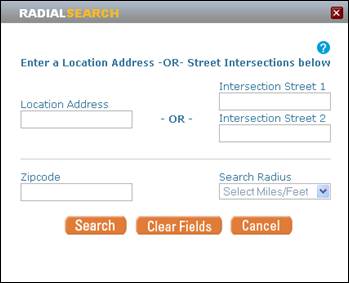 RADIALSEARCH
?
Enter a Location Address -OR- Street Intersections below
Intersection Street 1
Location Address
- OR -
Intersection Street 2
Zipcode
Search Radius
Select Miles/Feet
Search
Clear Fields
Cancel